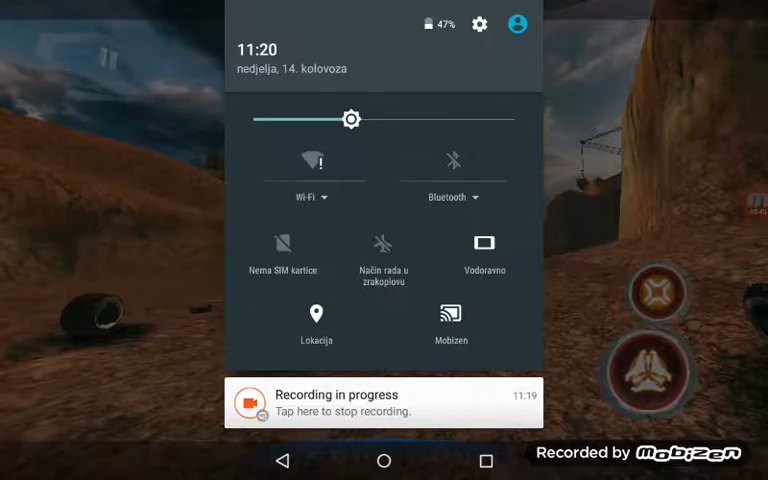 47%
11:20
nedjelja, 14. kolovoza
Wi-Fi
Bluetooth
Nema SIM kartice
Način rada u
zrakoplovu
Vodoravno
Lokacija
Mobizen
Recording in progress
11:19
Tap here to stop recording.
Recorded by mobizen